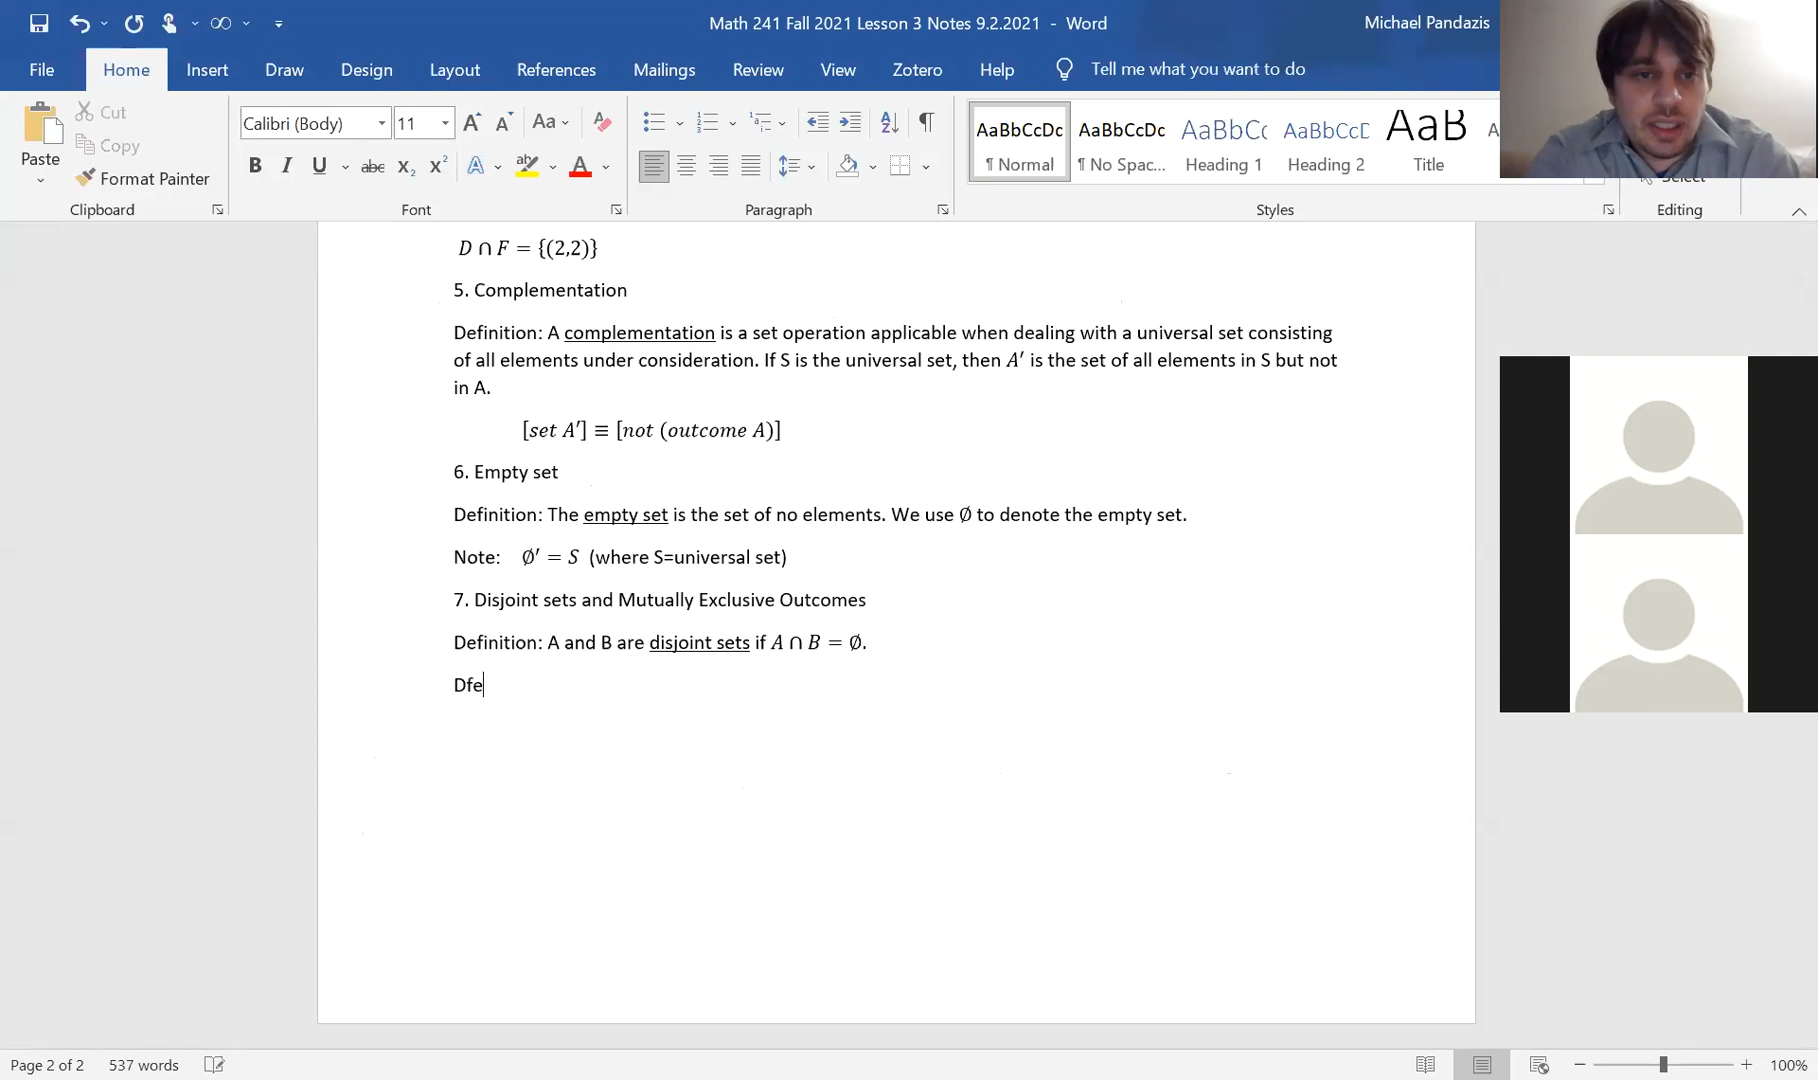 Math 241 Fall 2021 Lesson 3 Notes 9.2.2021 - Word
Michael Pandazis
File Home Insert Draw Design Layout References Mailings Review View Zotero Help Tell me what you want to do
Paste
Cut
Copy
Format Painter
Calibri (Body) 11
AaBbCcDc AaBbCcDc AaBbCc AaBbCcD AaB
¶ Normal ¶ No Spac... Heading 1 Heading 2 Title
Select
Clipboard Font Paragraph Styles Editing
D ∩ F = {(2,2)}
5. Complementation
Definition: A complementation is a set operation applicable when dealing with a universal set consisting
of all elements under consideration. If S is the universal set, then A′ is the set of all elements in S but not
in A.
[set A′] ≡ [not (outcome A)]
6. Empty set
Definition: The empty set is the set of no elements. We use ∅ to denote the empty set.
Note: ∅′ = S (where S=universal set)
7. Disjoint sets and Mutually Exclusive Outcomes
Definition: A and B are disjoint sets if A ∩ B = ∅.
Dfe
Page 2 of 2 537 words
100%